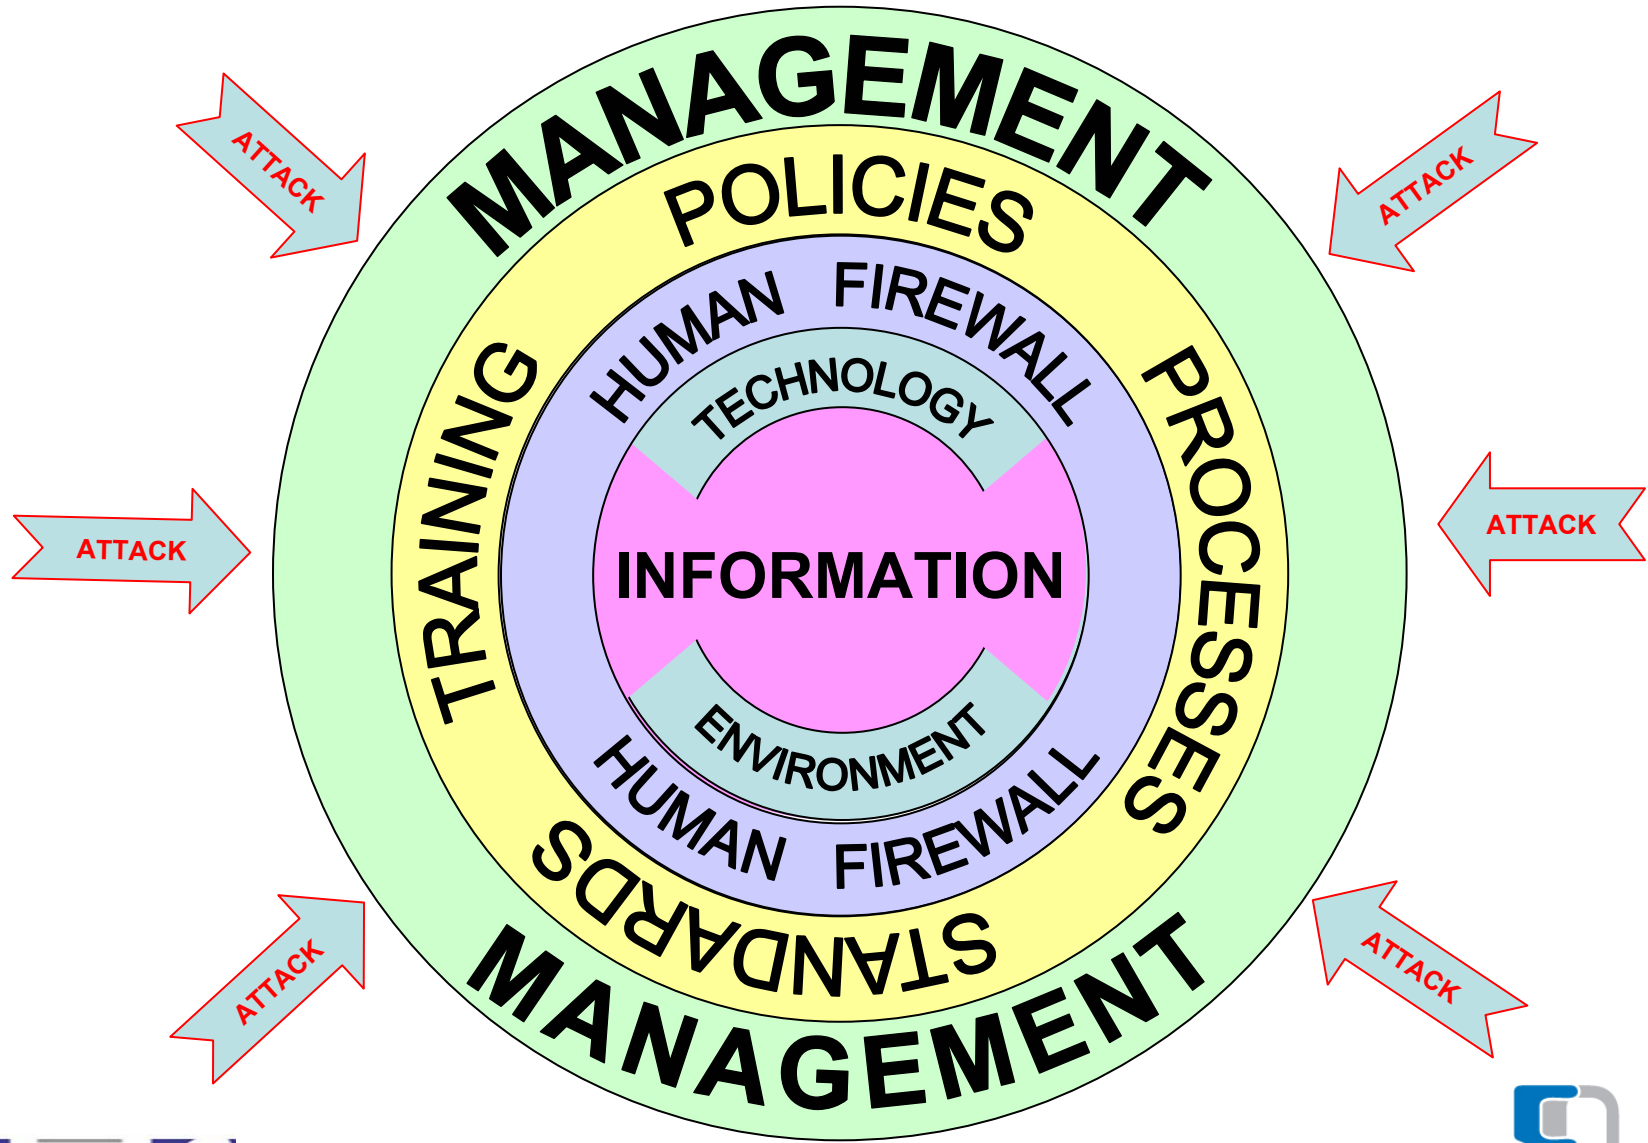 MANAGEMENT
ATTACK
ATTACK
POLICIES
HUMAN FIREWALL
TECHNOLOGY
TRAINING
PROCESSES
INFORMATION
ATTACK
ATTACK
ENVIRONMENT
HUMAN FIREWALL
STANDARDS
ATTACK
ATTACK
MANAGEMENT